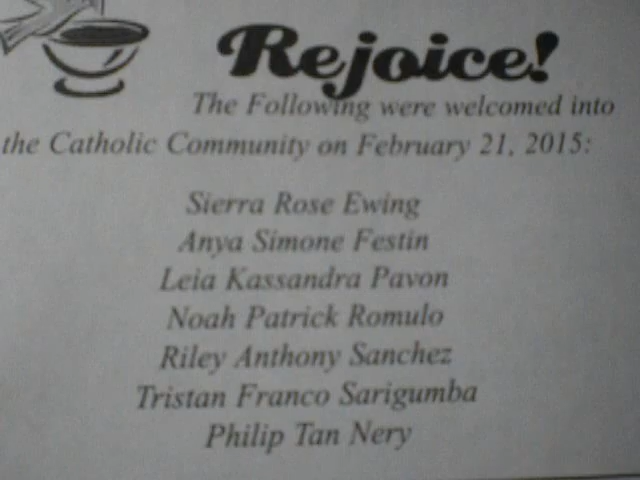 Rejoice!
The Following were welcomed into
the Catholic Community on February 21, 2015:
Sierra Rose Ewing
Anya Simone Festin
Leia Kassandra Pavon
Noah Patrick Romulo
Riley Anthony Sanchez
Tristan Franco Sarigumba
Philip Tan Nery